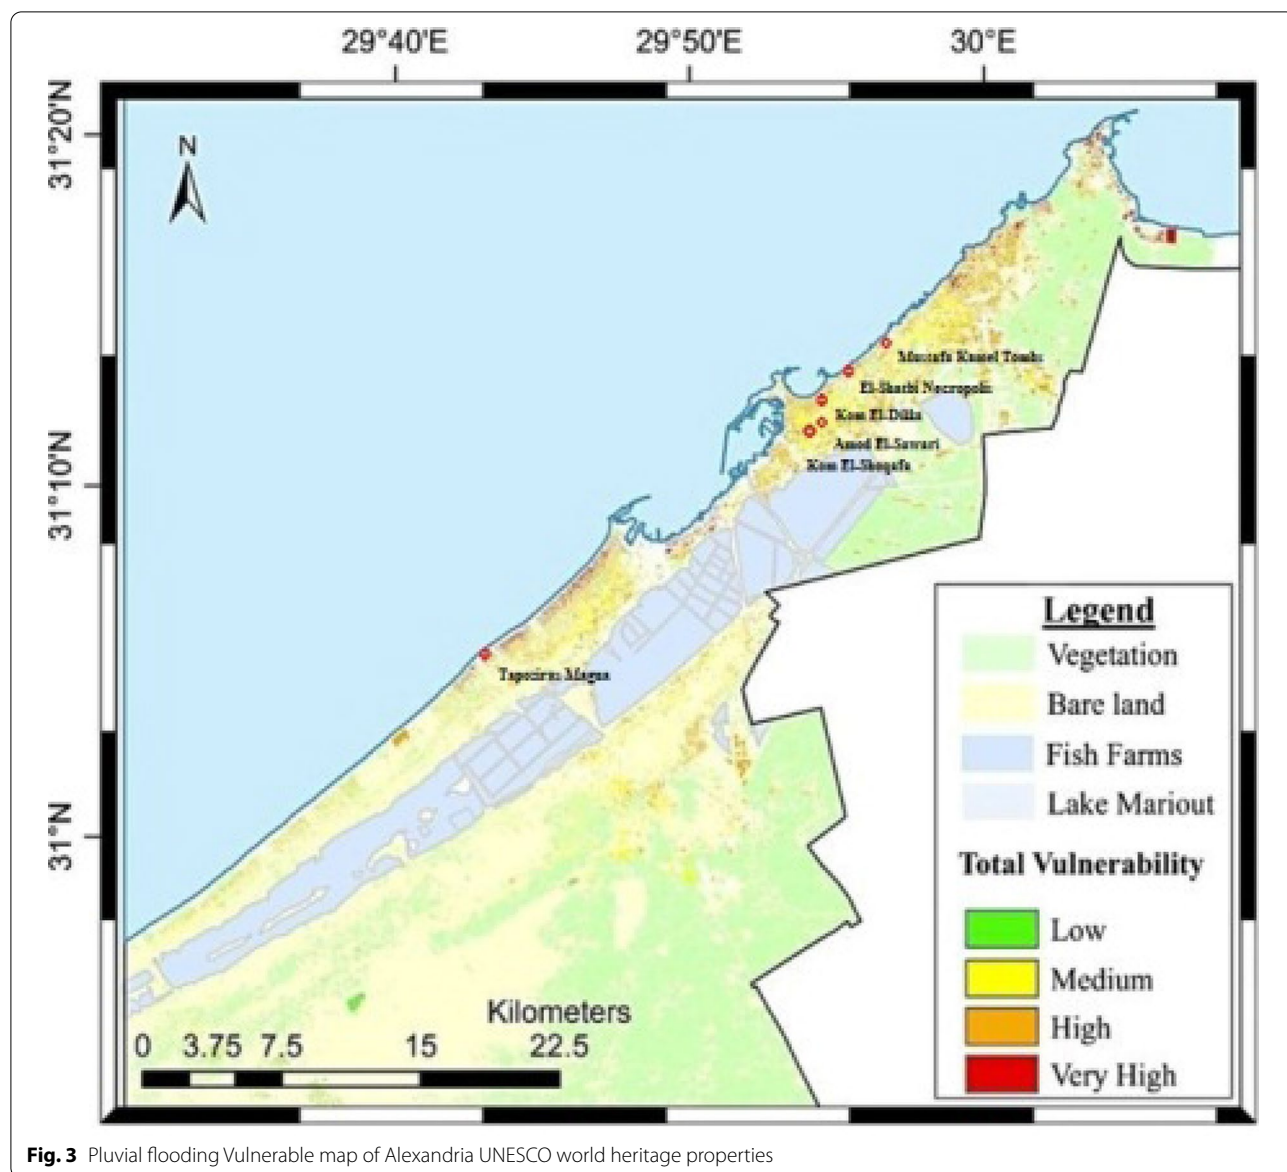 29°40'E 29°50'E 30°E
31°20'N
N
Mustafa Kamel Tombs
El-Shatbi Necropolis
Kom El-Dikka
Amod El-Sawari
Kom El-Shoqafa
31°10'N
Taposiris Magna
31°N
Legend
Vegetation
Bare land
Fish Farms
Lake Mariout
Total Vulnerability
Low
Medium
High
Very High
Kilometers
0 3.75 7.5 15 22.5
Fig. 3 Pluvial flooding Vulnerable map of Alexandria UNESCO world heritage properties